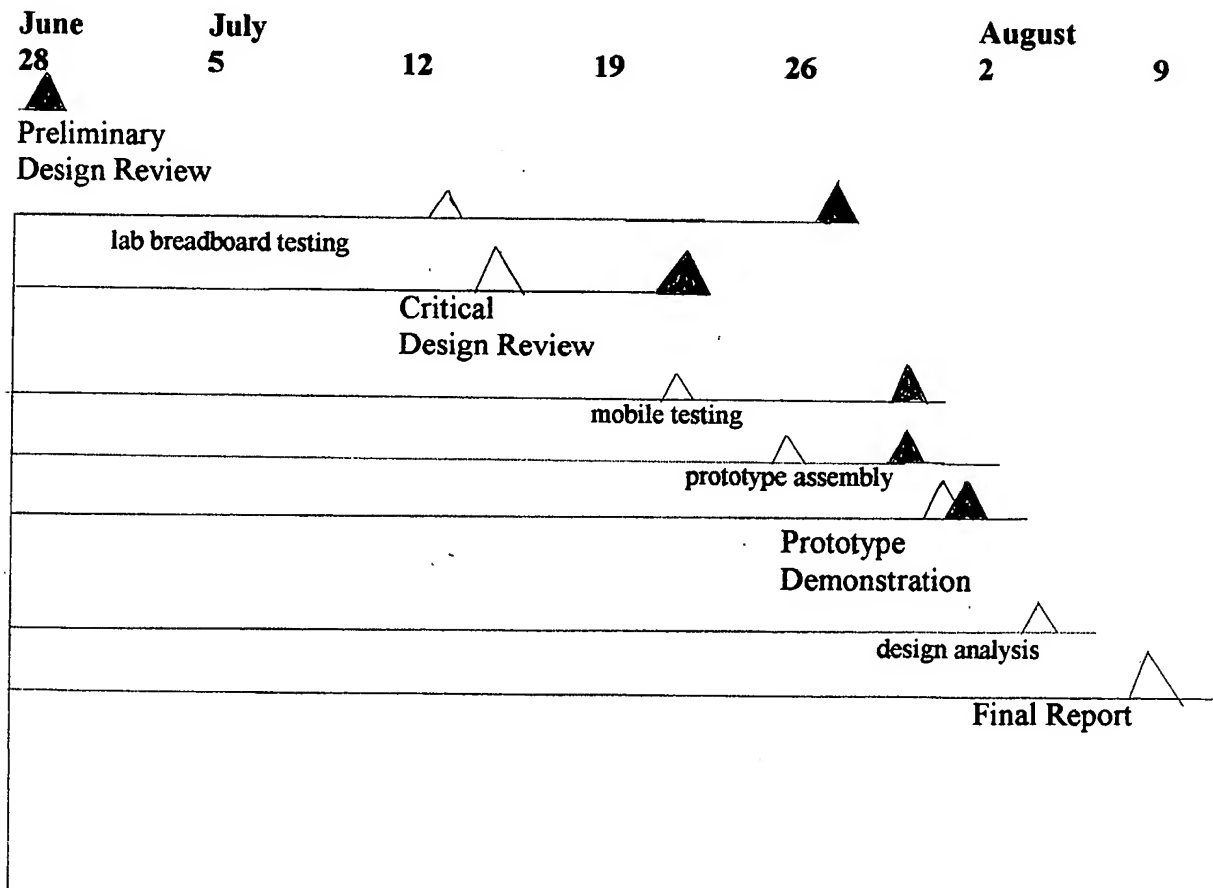 June July August
28 5 12 19 26 2 9
Preliminary
Design Review
lab breadboard testing
Critical
Design Review
mobile testing
prototype assembly
Prototype
Demonstration
design analysis
Final Report